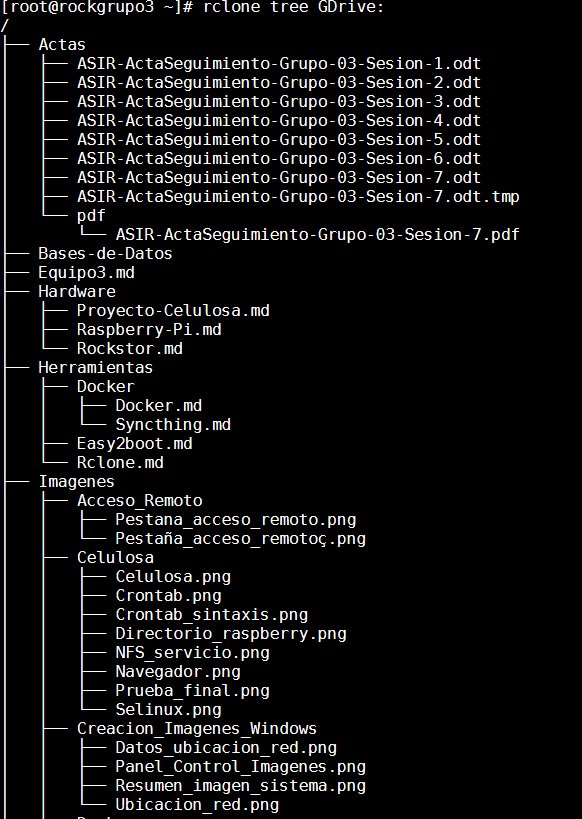 [root@rockgrupo3 ~]# rclone tree GDrive:
/
├── Actas
│   ├── ASIR-ActaSeguimiento-Grupo-03-Sesion-1.odt
│   ├── ASIR-ActaSeguimiento-Grupo-03-Sesion-2.odt
│   ├── ASIR-ActaSeguimiento-Grupo-03-Sesion-3.odt
│   ├── ASIR-ActaSeguimiento-Grupo-03-Sesion-4.odt
│   ├── ASIR-ActaSeguimiento-Grupo-03-Sesion-5.odt
│   ├── ASIR-ActaSeguimiento-Grupo-03-Sesion-6.odt
│   ├── ASIR-ActaSeguimiento-Grupo-03-Sesion-7.odt
│   ├── ASIR-ActaSeguimiento-Grupo-03-Sesion-7.odt.tmp
│   └── pdf
│       └── ASIR-ActaSeguimiento-Grupo-03-Sesion-7.pdf
├── Bases-de-Datos
├── Equipo3.md
├── Hardware
│   ├── Proyecto-Celulosa.md
│   ├── Raspberry-Pi.md
│   └── Rockstor.md
├── Herramientas
│   ├── Docker
│   │   ├── Docker.md
│   │   └── Syncthing.md
│   ├── Easy2boot.md
│   └── Rclone.md
├── Imagenes
│   ├── Acceso_Remoto
│   │   ├── Pestana_acceso_remoto.png
│   │   └── Pestaña_acceso_remotoç.png
│   ├── Celulosa
│   │   ├── Celulosa.png
│   │   ├── Crontab.png
│   │   ├── Crontab_sintaxis.png
│   │   ├── Directorio_raspberry.png
│   │   ├── NFS_servicio.png
│   │   ├── Navegador.png
│   │   ├── Prueba_final.png
│   │   └── Selinux.png
│   ├── Creacion_Imagenes_Windows
│   │   ├── Datos_ubicacion_red.png
│   │   ├── Panel_Control_Imagenes.png
│   │   ├── Resumen_imagen_sistema.png
│   │   └── Ubicacion_red.png